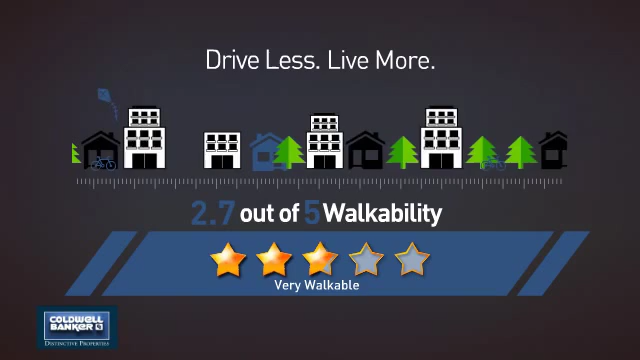 Drive Less. Live More.
2.7 out of 5 Walkability
Very Walkable
COLDWELL
BANKER
DISTINCTIVE PROPERTIES